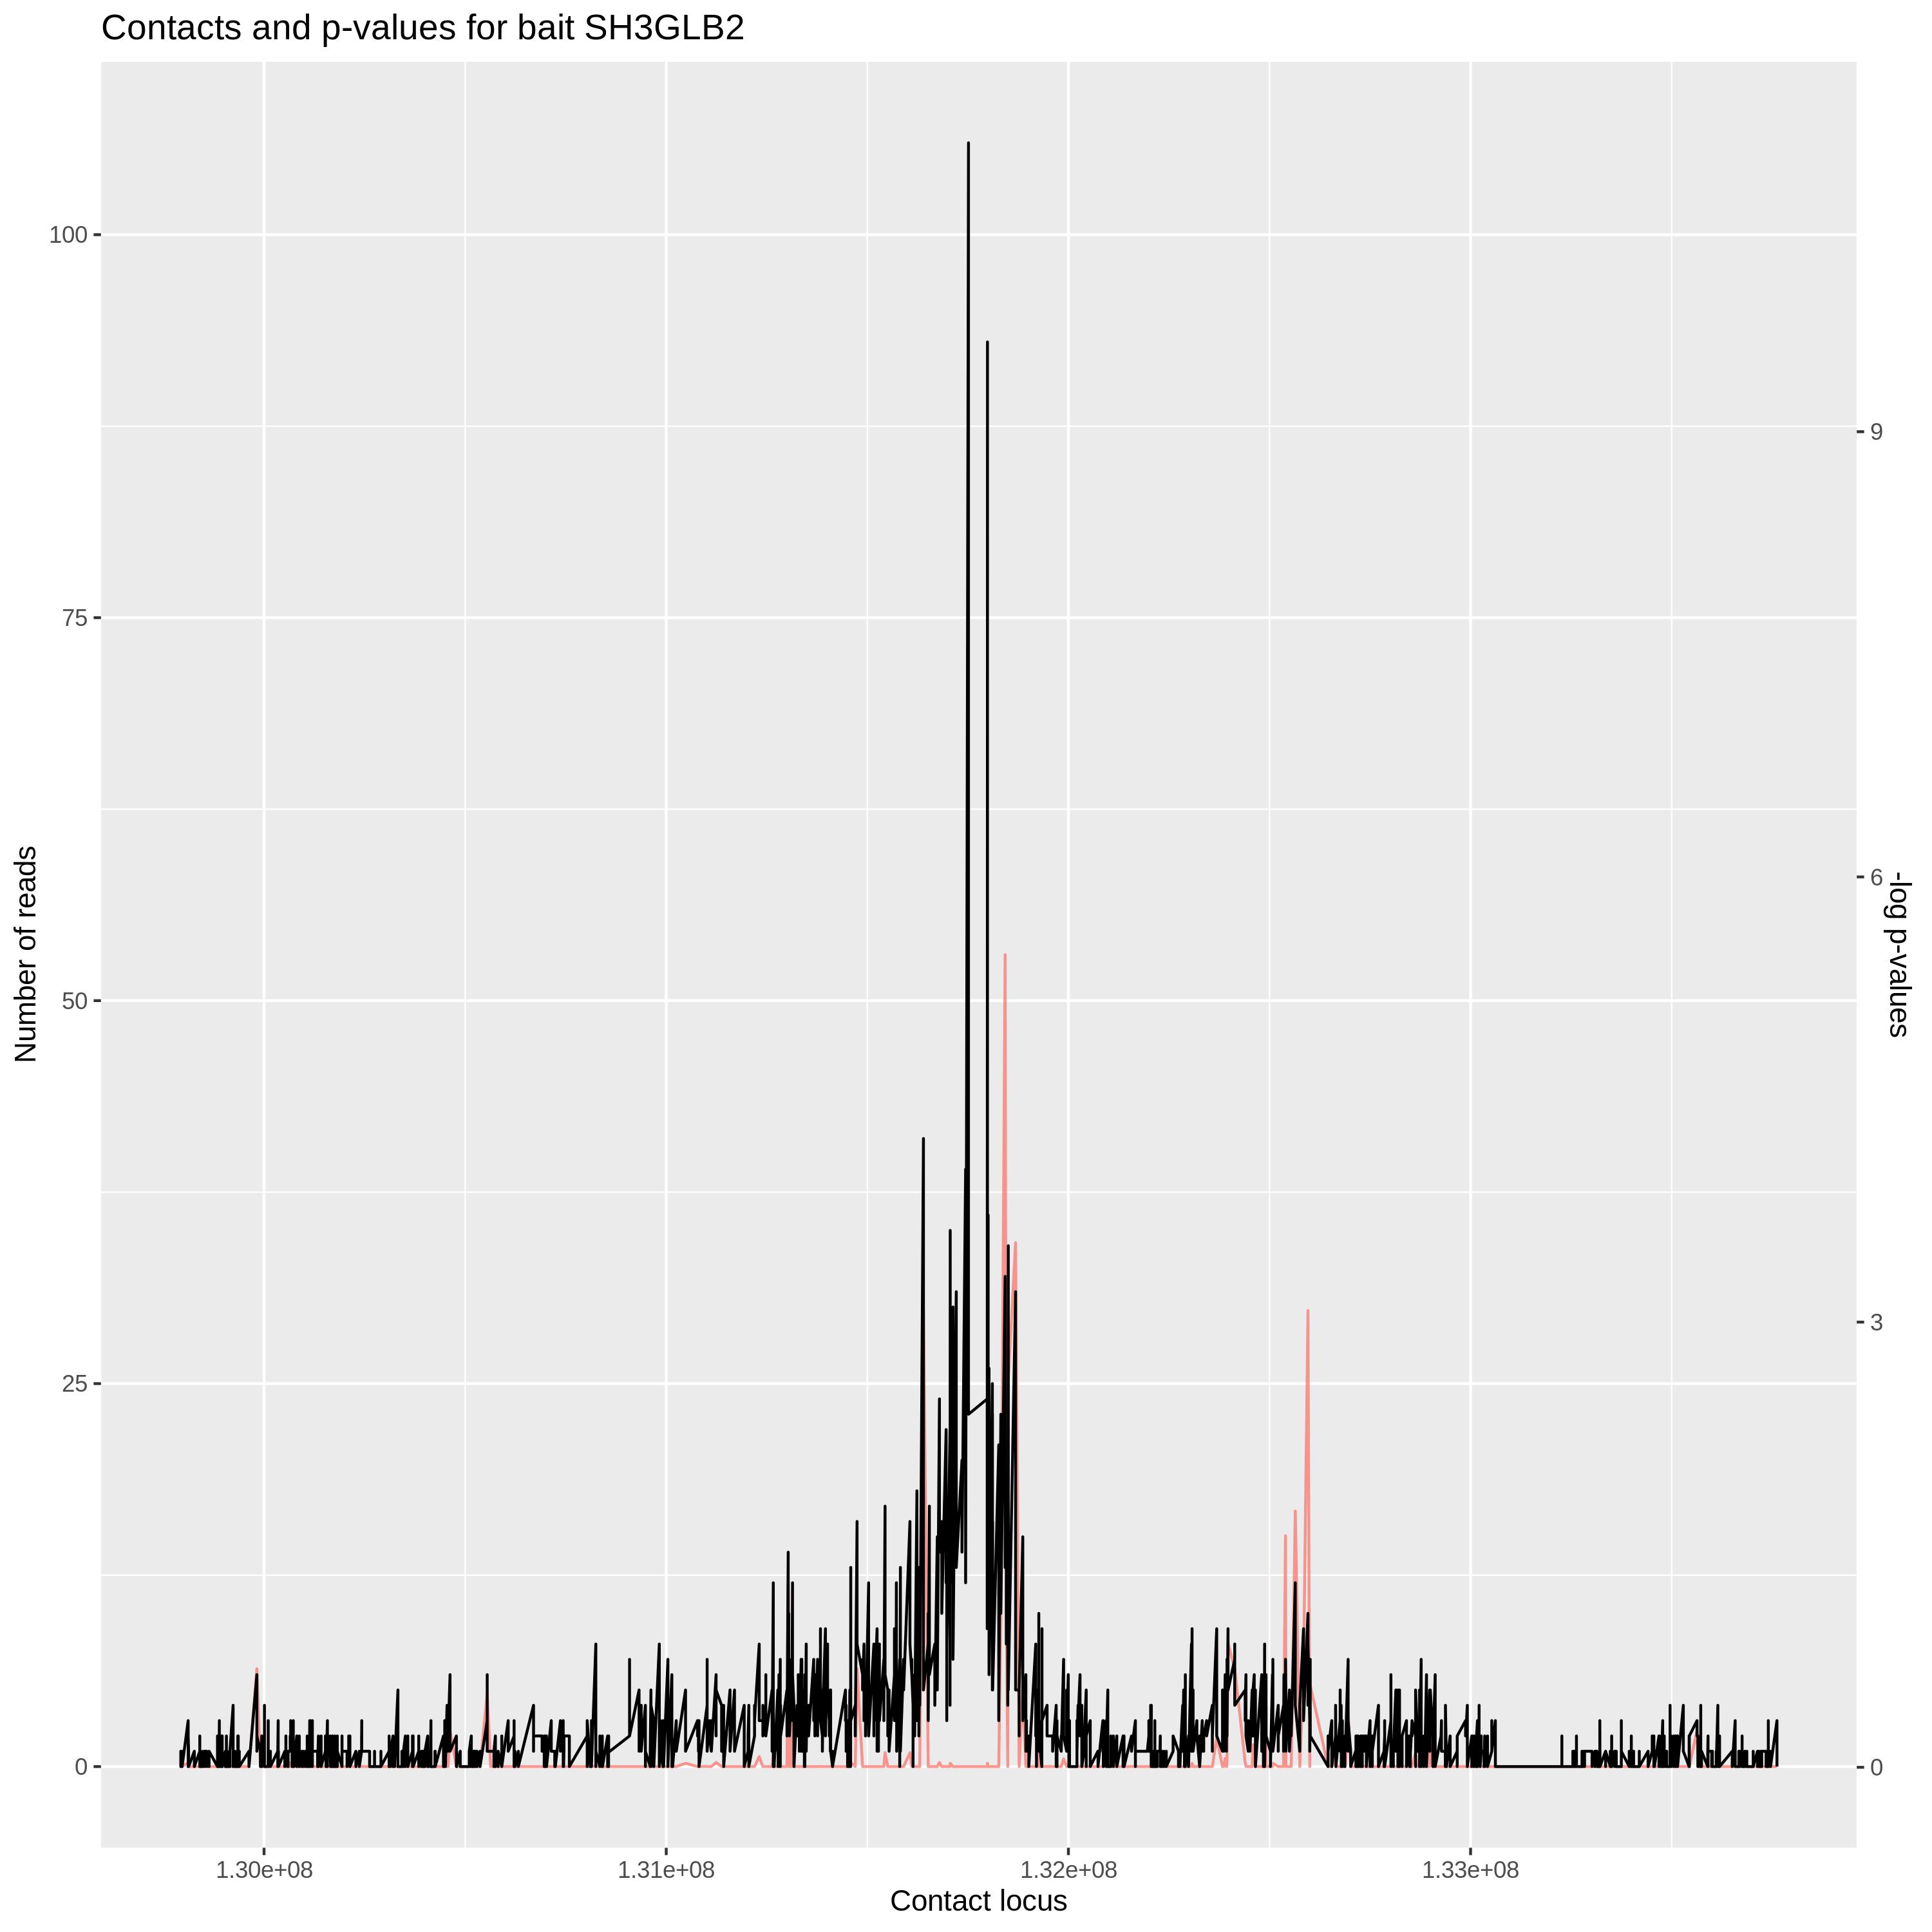 Contacts and p-values for bait SH3GLB2
100
75
50
25
0
Number of reads
9
6
3
0
-log p-values
1.30e+08
1.31e+08
1.32e+08
1.33e+08
Contact locus